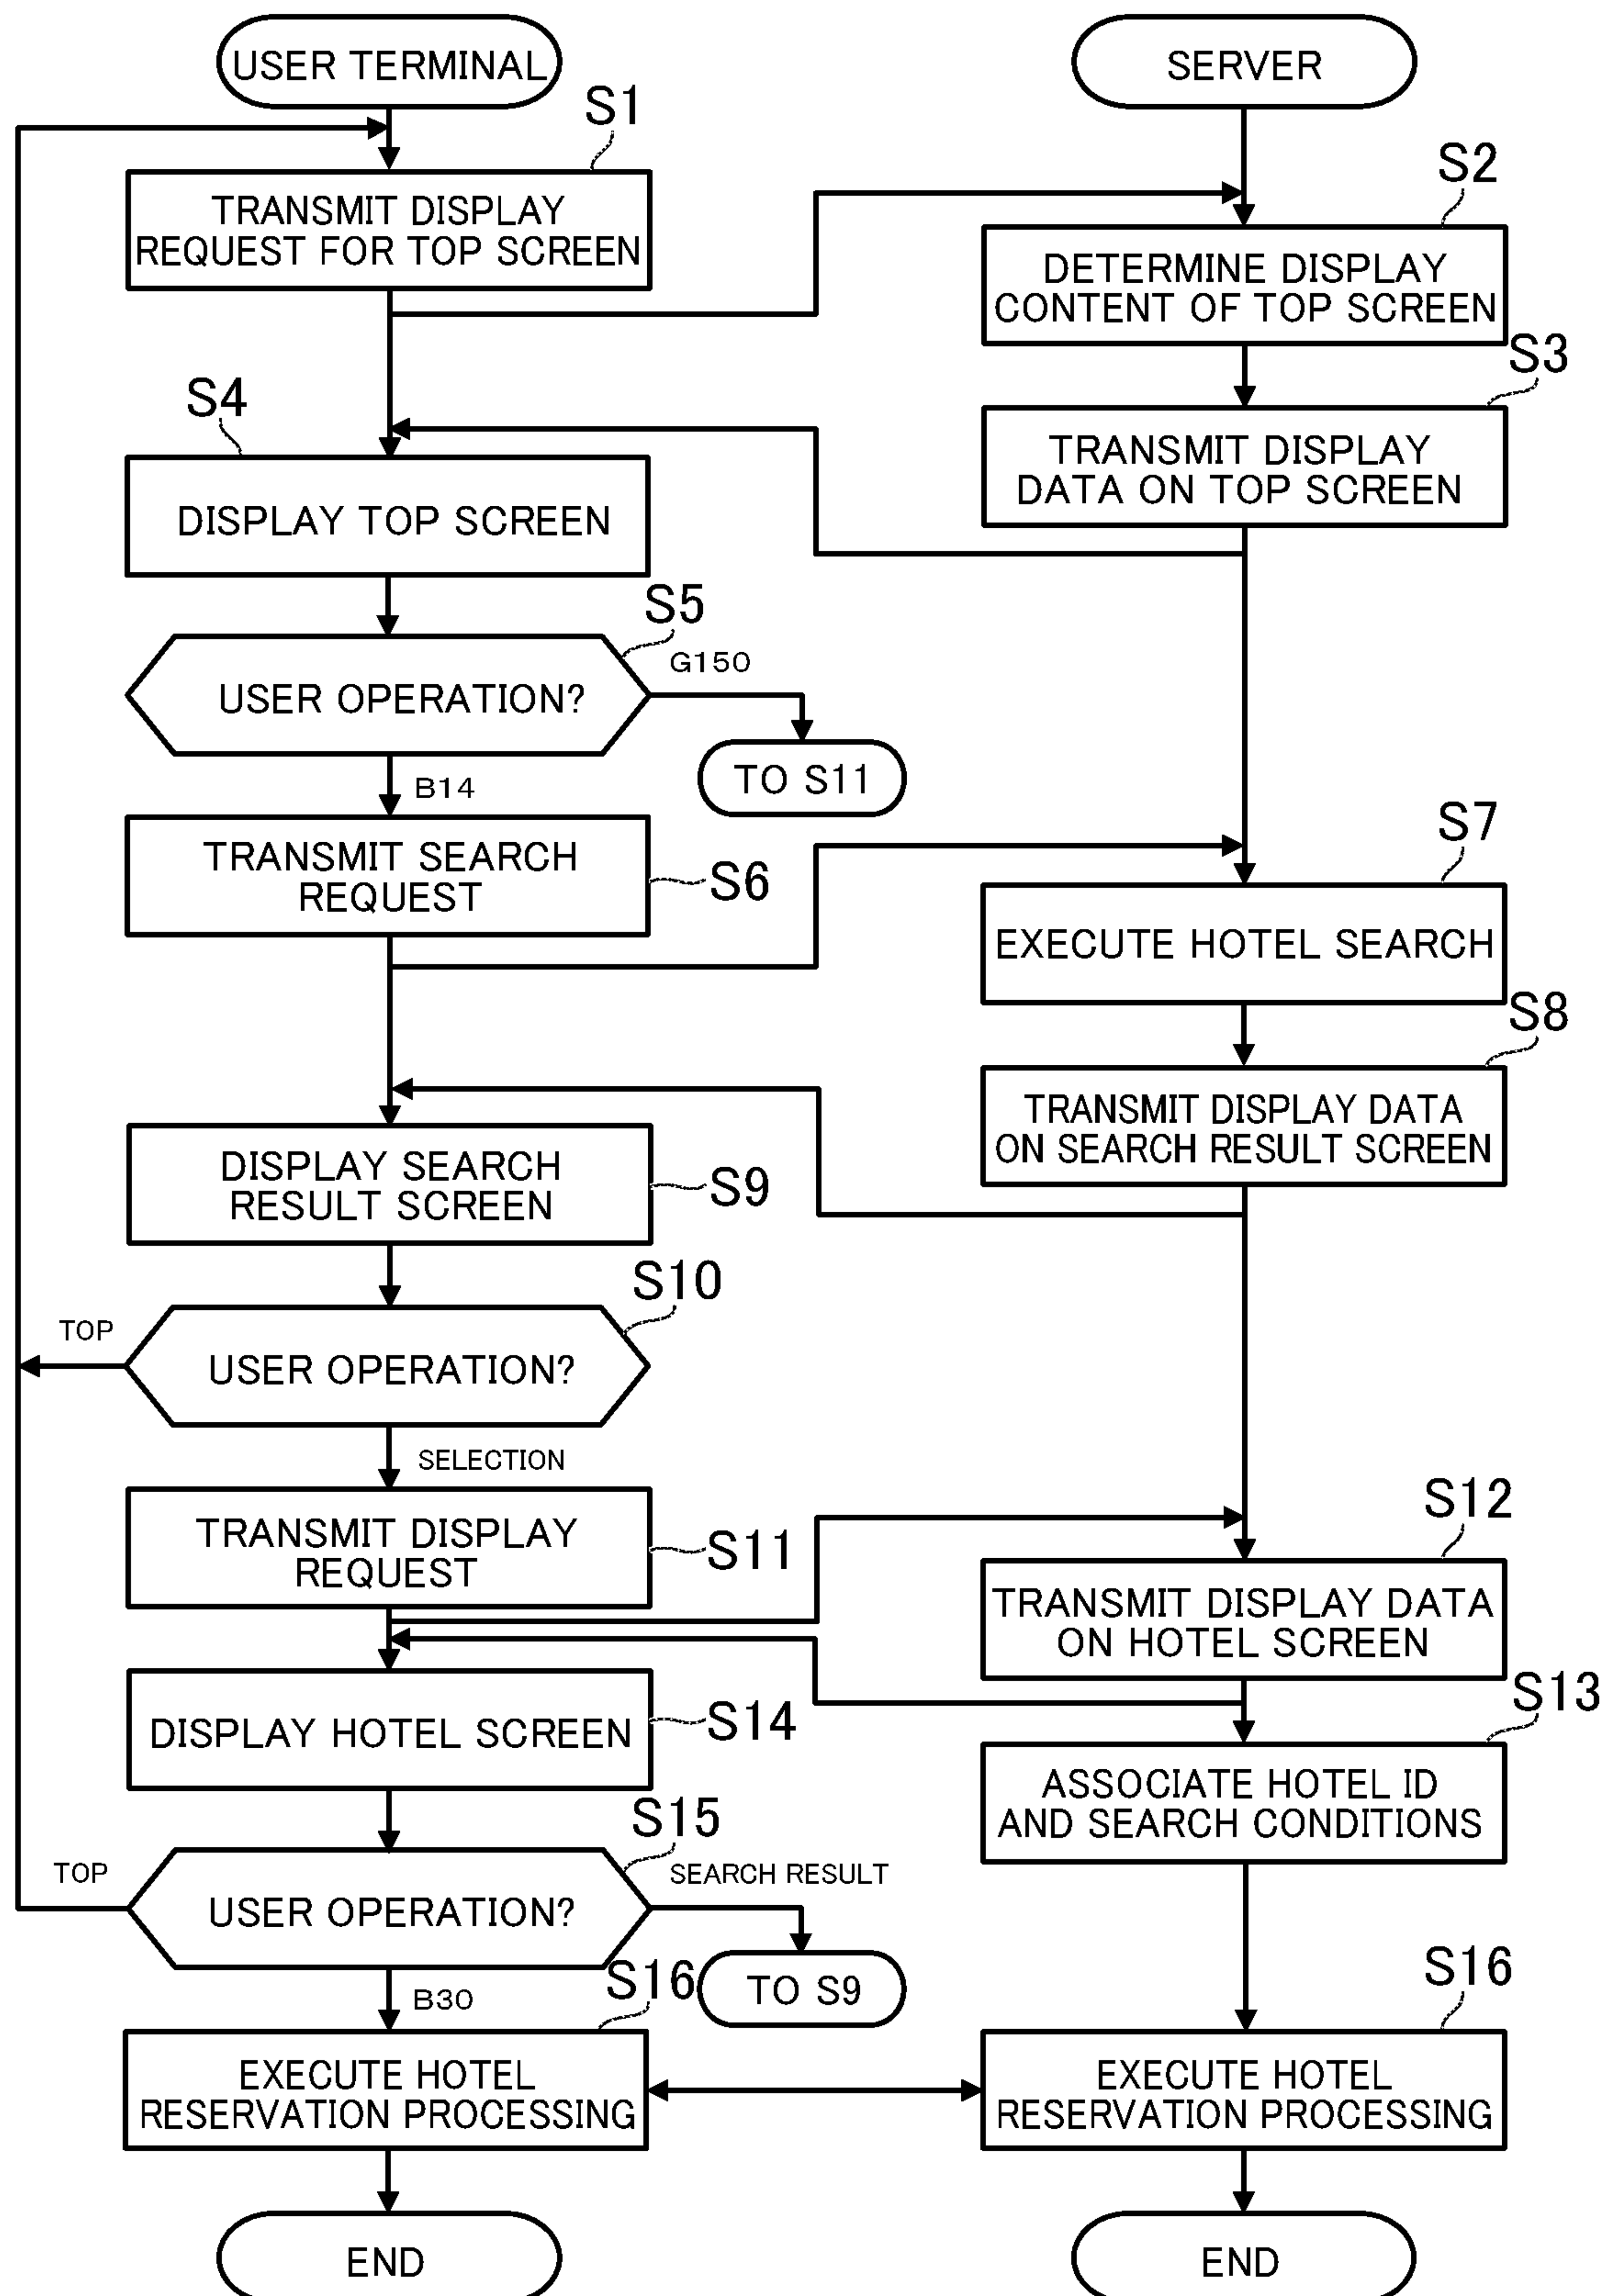 USER TERMINAL
SERVER
S1
TRANSMIT DISPLAY
REQUEST FOR TOP SCREEN
S2
DETERMINE DISPLAY
CONTENT OF TOP SCREEN
S3
TRANSMIT DISPLAY
DATA ON TOP SCREEN
S4
DISPLAY TOP SCREEN
S5
USER OPERATION?
G150
TO S11
B14
TRANSMIT SEARCH
REQUEST
S6
S7
EXECUTE HOTEL SEARCH
S8
TRANSMIT DISPLAY DATA
ON SEARCH RESULT SCREEN
DISPLAY SEARCH
RESULT SCREEN
S9
S10
TOP
USER OPERATION?
SELECTION
TRANSMIT DISPLAY
REQUEST
S11
S12
TRANSMIT DISPLAY DATA
ON HOTEL SCREEN
S13
ASSOCIATE HOTEL ID
AND SEARCH CONDITIONS
DISPLAY HOTEL SCREEN
S14
S15
TOP
USER OPERATION?
SEARCH RESULT
TO S9
B30
S16
EXECUTE HOTEL
RESERVATION PROCESSING
S16
EXECUTE HOTEL
RESERVATION PROCESSING
END
END